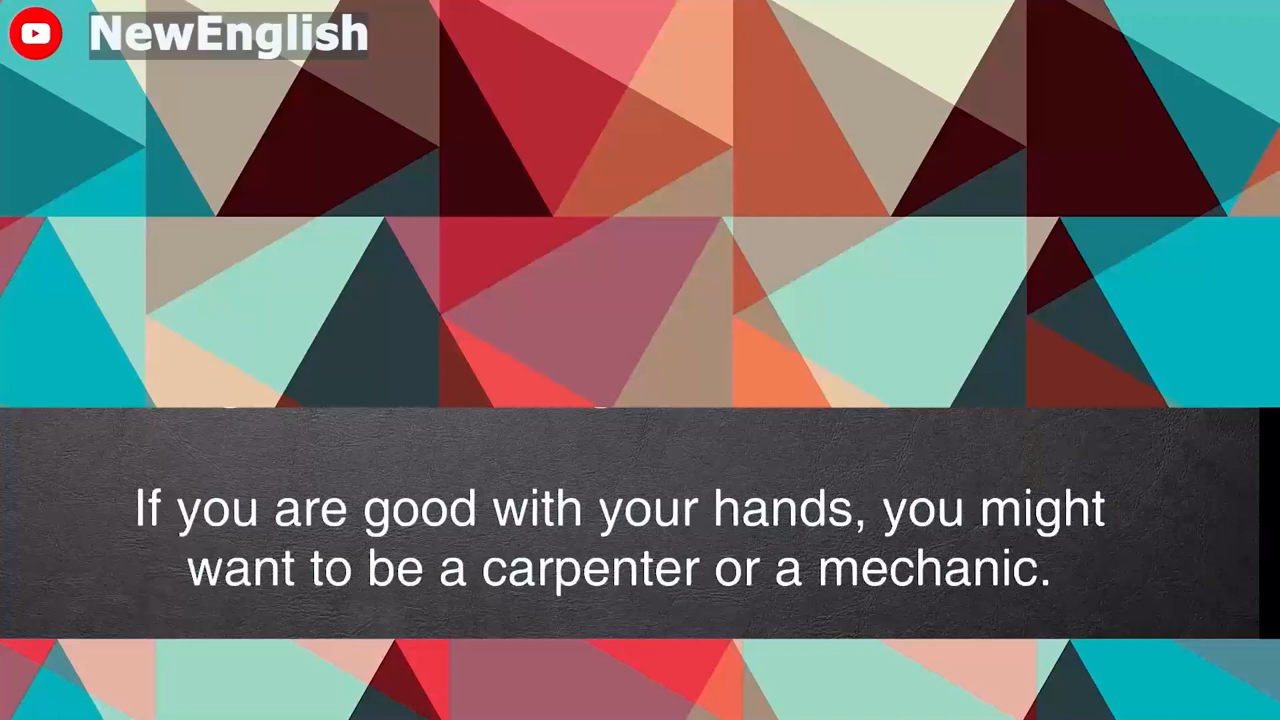 NewEnglish
If you are good with your hands, you might
want to be a carpenter or a mechanic.